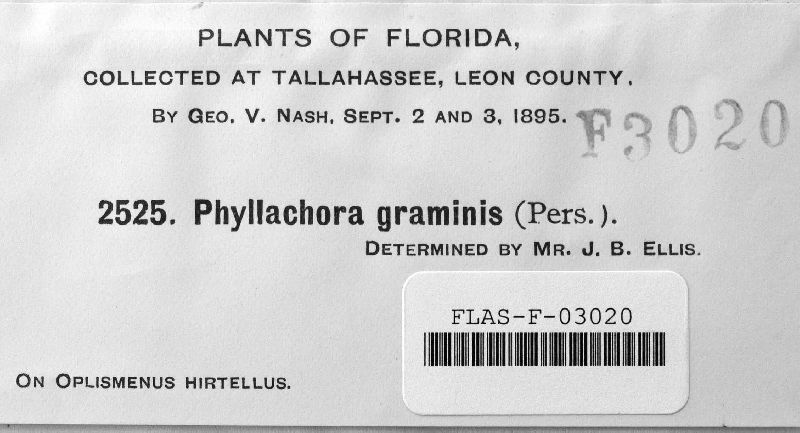 PLANTS OF FLORIDA,
COLLECTED AT TALLAHASSEE, LEON COUNTY,
BY GEO. V. NASH, SEPT. 2 AND 3, 1895.
F3020
2525. Phyllachora graminis (Pers.).
DETERMINED BY MR. J. B. ELLIS.
FLAS-F-03020
ON OPLISMENUS HIRTELLUS.